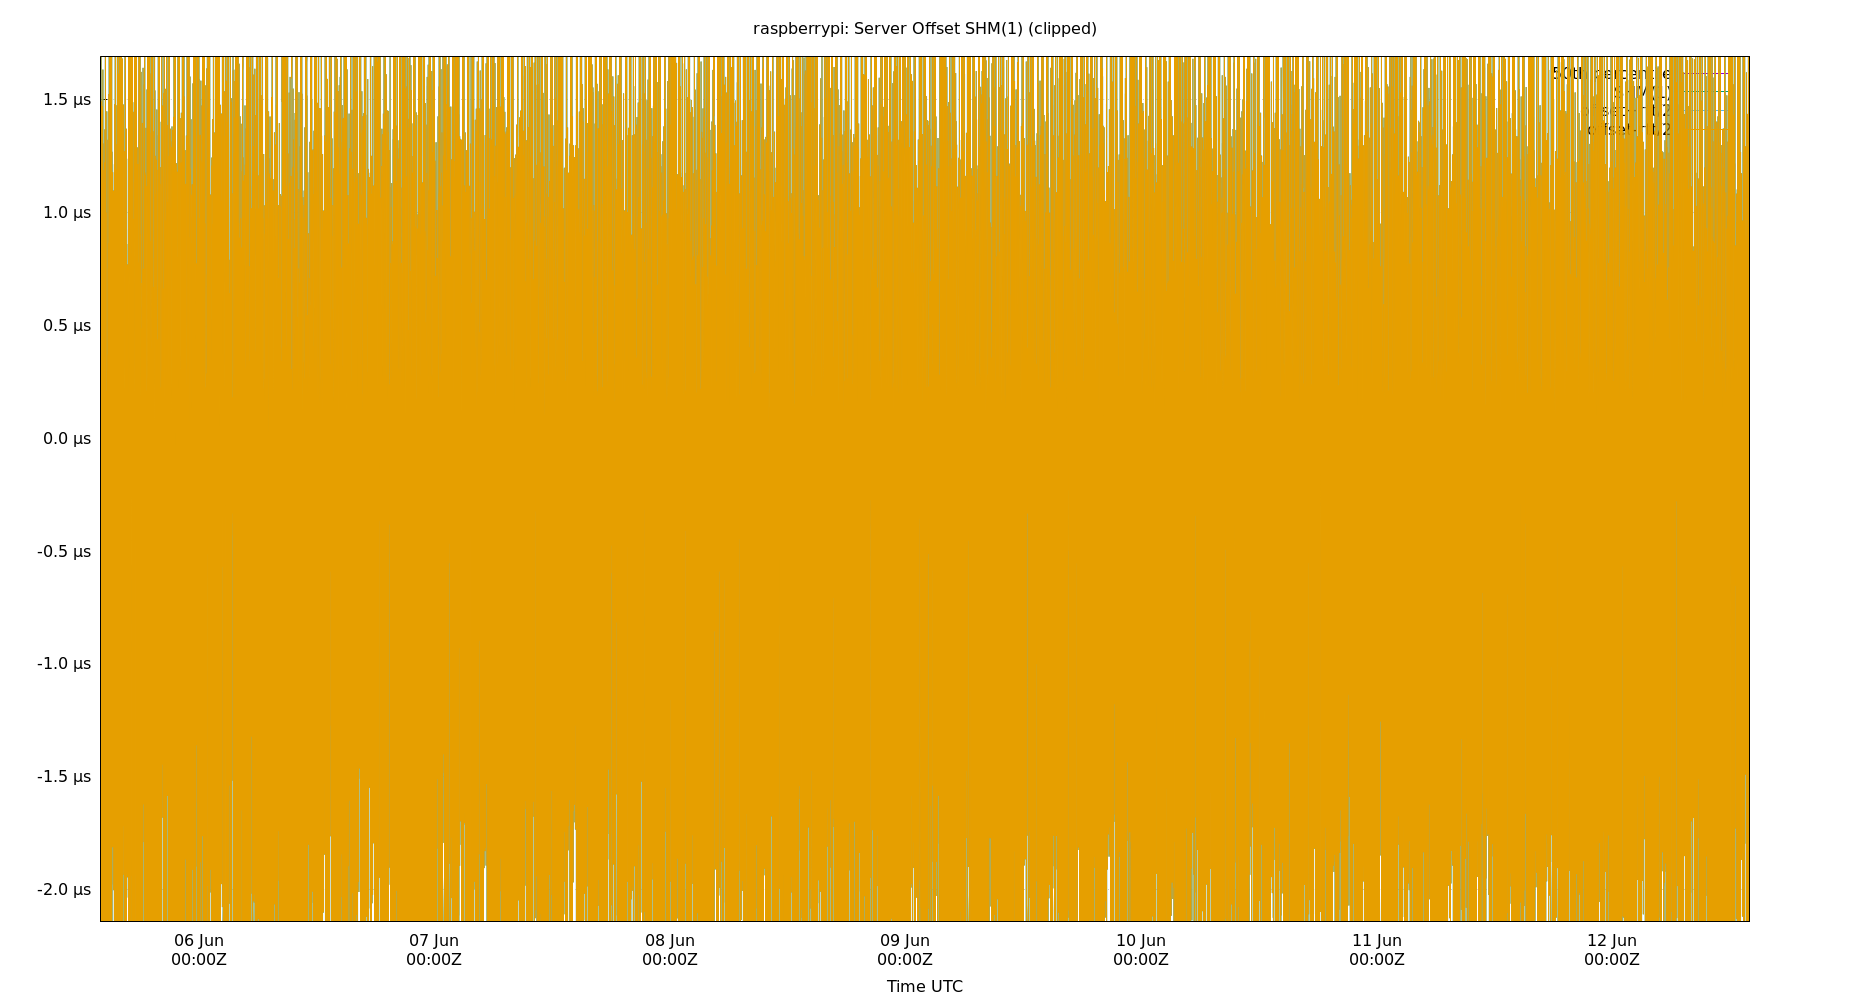 raspberrypi: Server Offset SHM(1) (clipped)
1.5 µs
1.0 µs
0.5 µs
0.0 µs
-0.5 µs
-1.0 µs
-1.5 µs
-2.0 µs
50th percentile
06 Jun 07 Jun 08 Jun 09 Jun 10 Jun 11 Jun 12 Jun
00:00Z 00:00Z 00:00Z 00:00Z 00:00Z 00:00Z 00:00Z
Time UTC